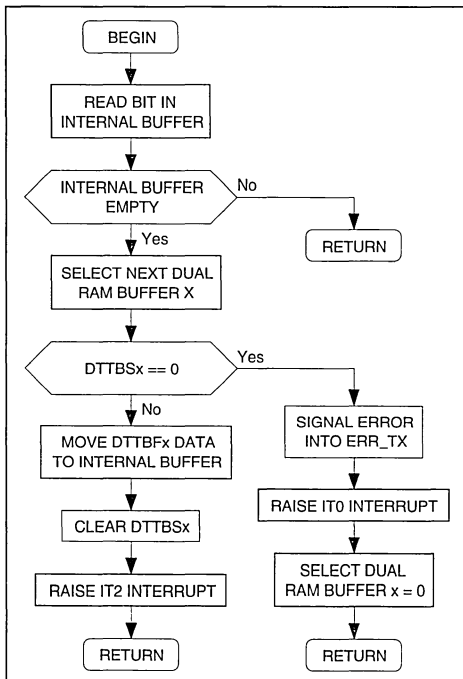 BEGIN
READ BIT IN
INTERNAL BUFFER
INTERNAL BUFFER
EMPTY
No
RETURN
Yes
SELECT NEXT DUAL
RAM BUFFER X
DTTBSx == 0
Yes
No
MOVE DTTBFx DATA
TO INTERNAL BUFFER
CLEAR DTTBSx
RAISE IT2 INTERRUPT
RETURN
SIGNAL ERROR
INTO ERR_TX
RAISE IT0 INTERRUPT
SELECT DUAL
RAM BUFFER x = 0
RETURN